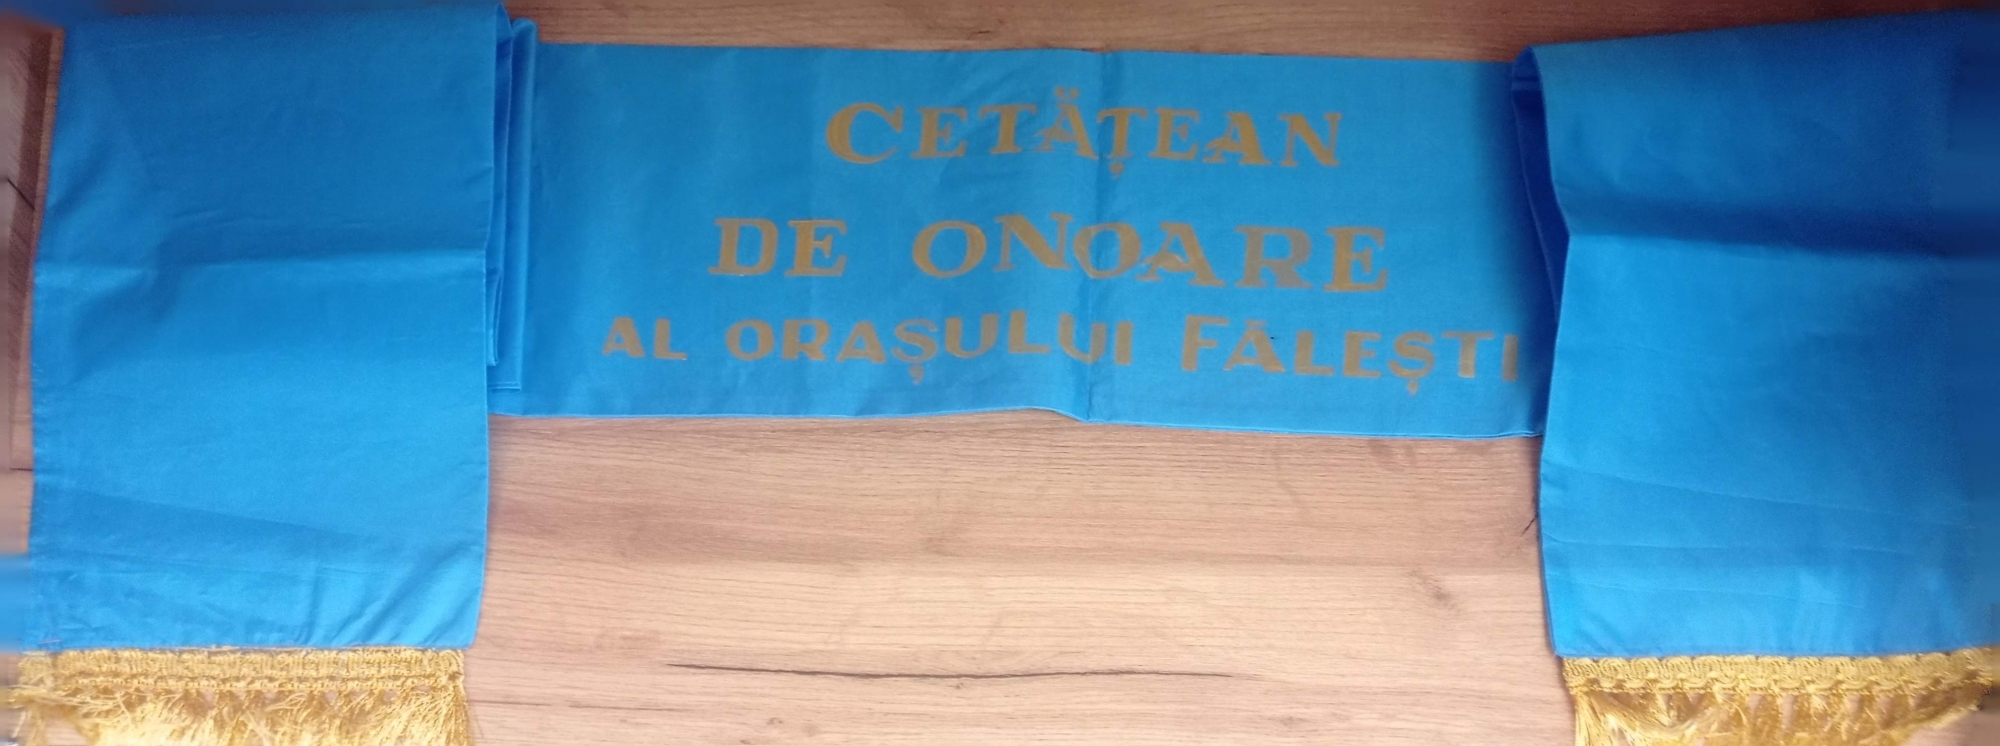 CETĂȚEAN
DE ONOARE
AL ORAȘULUI FĂLEȘTI